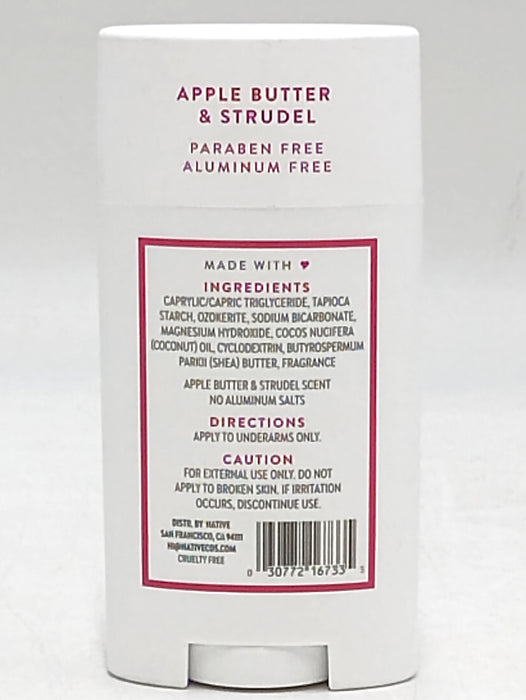 APPLE BUTTER
& STRUDEL
PARABEN FREE
ALUMINUM FREE
MADE WITH ♥
INGREDIENTS
CAPRYLIC/CAPRIC TRIGLYCERIDE, TAPIOCA
STARCH, OZOKERITE, SODIUM BICARBONATE,
MAGNESIUM HYDROXIDE, COCOS NUCIFERA
(COCONUT) OIL, CYCLODEXTRIN, BUTYROSPERMUM
PARKII (SHEA) BUTTER, FRAGRANCE
APPLE BUTTER & STRUDEL SCENT
NO ALUMINUM SALTS
DIRECTIONS
APPLY TO UNDERARMS ONLY.
CAUTION
FOR EXTERNAL USE ONLY. DO NOT
APPLY TO BROKEN SKIN. IF IRRITATION
OCCURS, DISCONTINUE USE.
DISTR. BY NATIVE
SAN FRANCISCO, CA 94111
HI@NATIVECOS.COM
CRUELTY FREE
0 30772 16733 5